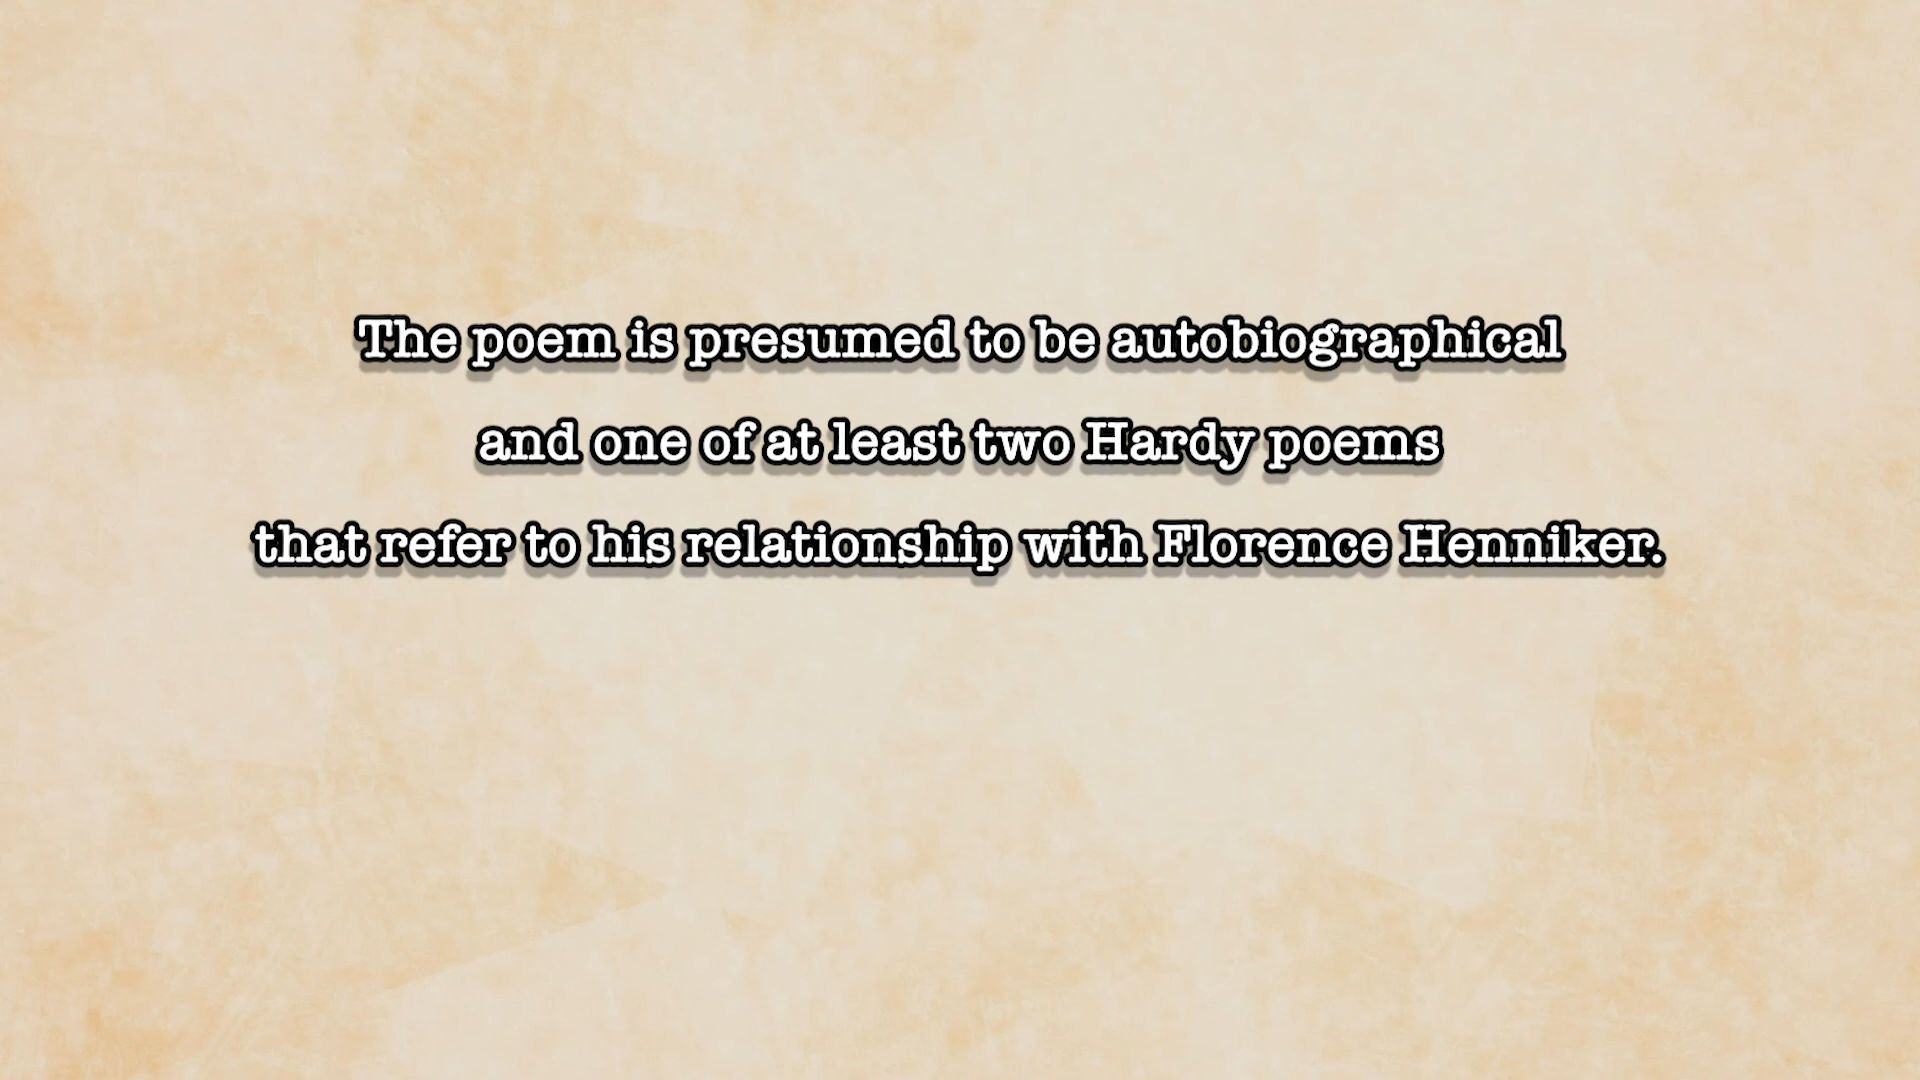 The poem is presumed to be autobiographical
and one of at least two Hardy poems
that refer to his relationship with Florence Henniker.